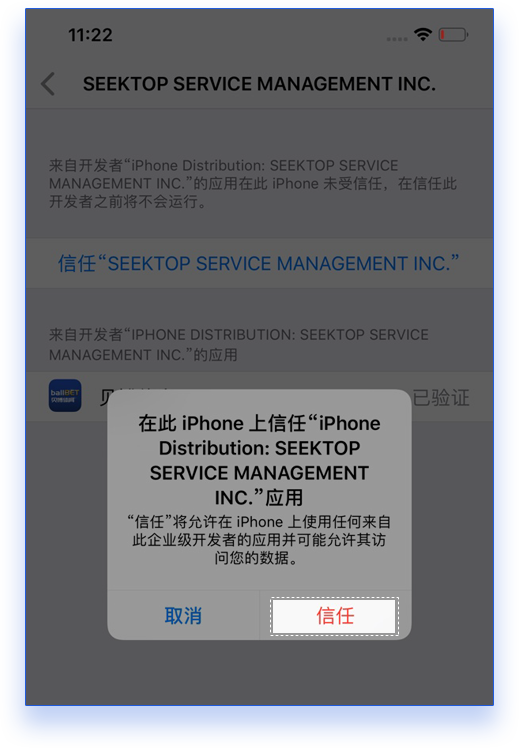 11:22
SEEKTOP SERVICE MANAGEMENT INC.
来自开发者“iPhone Distribution: SEEKTOP SERVICE
MANAGEMENT INC.”的应用在此 iPhone 未受信任，在信任此
开发者之前将不会运行。
信任“SEEKTOP SERVICE MANAGEMENT INC.”
来自开发者“IPHONE DISTRIBUTION: SEEKTOP SERVICE
MANAGEMENT INC.”的应用
ballBET
已验证
在此 iPhone 上信任“iPhone
Distribution: SEEKTOP
SERVICE MANAGEMENT
INC.”应用
“信任”将允许在 iPhone 上使用任何来自
此企业级开发者的应用并可能允许其访
问您的数据。
取消
信任